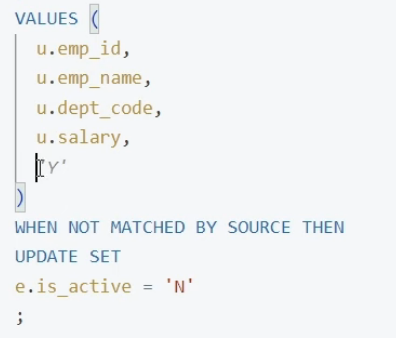 VALUES (
u.emp_id,
u.emp_name,
u.dept_code,
u.salary,
'Y'
)
WHEN NOT MATCHED BY SOURCE THEN
UPDATE SET
e.is_active = 'N'
;